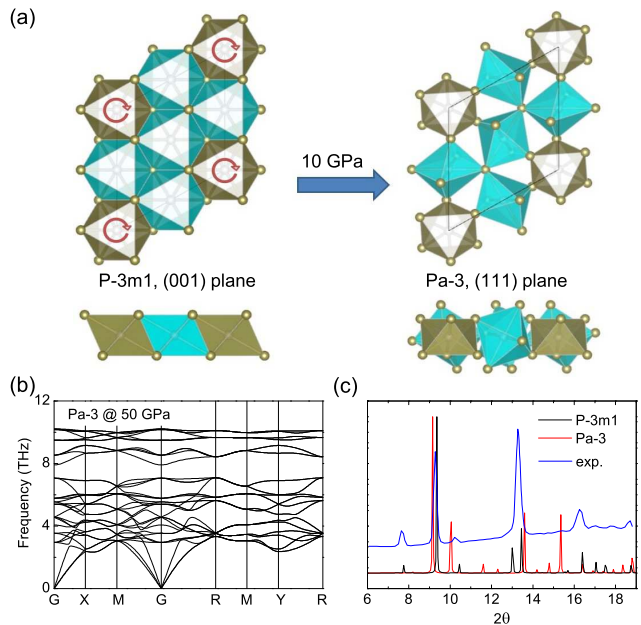 (a)
10 GPa
P-3m1, (001) plane
Pa-3, (111) plane
(b)
Pa-3 @ 50 GPa
Frequency (THz)
12
8
4
0
G X M G R M Y R
(c)
P-3m1
Pa-3
exp.
6 8 10 12 14 16 18
2θ